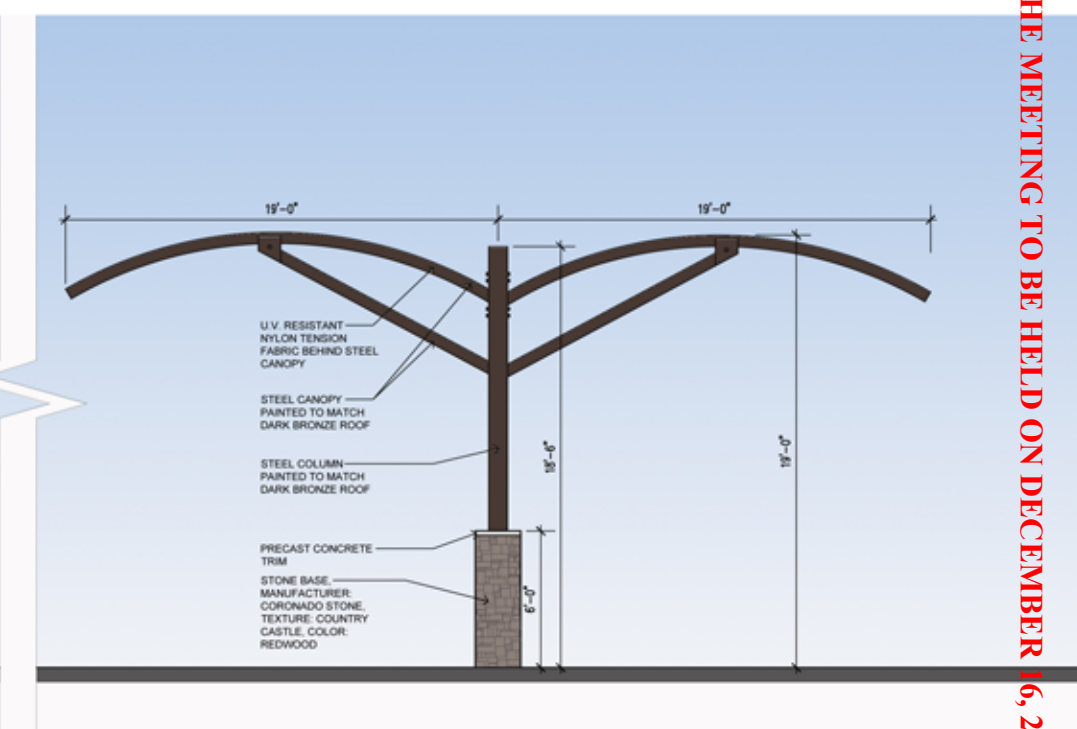 19'-0"
19'-0"
U.V. RESISTANT
NYLON TENSION
FABRIC BEHIND STEEL
CANOPY
STEEL CANOPY
PAINTED TO MATCH
DARK BRONZE ROOF
STEEL COLUMN
PAINTED TO MATCH
DARK BRONZE ROOF
PRECAST CONCRETE
TRIM
STONE BASE,
MANUFACTURER:
CORONADO STONE,
TEXTURE: COUNTRY
CASTLE, COLOR:
REDWOOD
6'-0"
18'-6"
19'-0"
HE MEETING TO BE HELD ON DECEMBER 16, 2